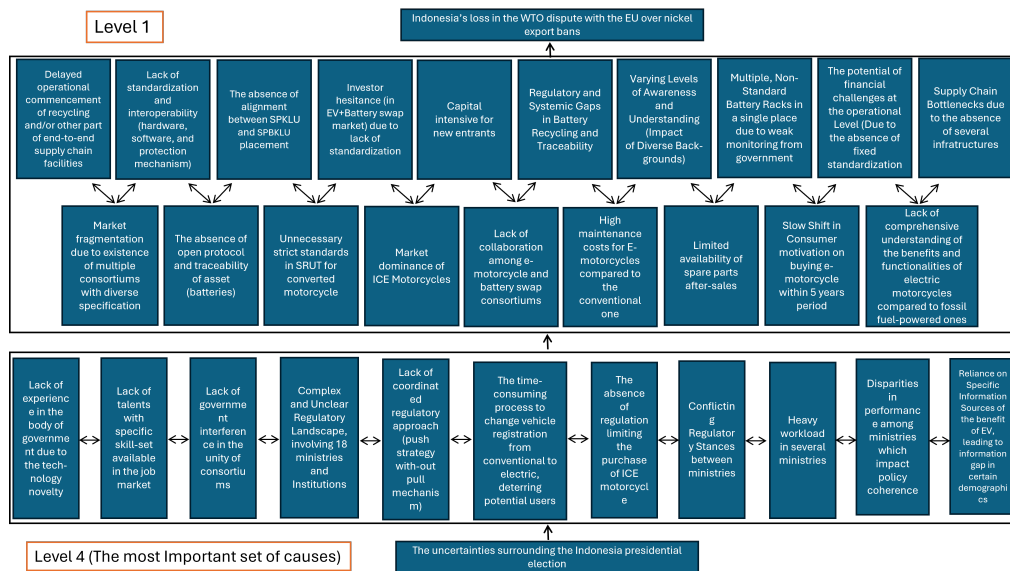 Level 1
Indonesia's loss in the WTO dispute with the EU over nickel
export bans
Delayed
operational
commencement
of recycling
and/or other part
of end-to-end
supply chain
facilities
Lack of
standardization
and
interoperability
(hardware,
software, and
protection
mechanism)
The absence of
alignment
between SPKLU
and SPBKLU
placement
Investor
hesitance (in
EV+Battery swap
market) due to
lack of
standardization
Capital
intensive for
new entrants
Regulatory and
Systemic Gaps
in Battery
Recycling and
Traceability
Varying Levels
of Awareness
and
Understanding
(Impact
of Diverse Back-
grounds)
Multiple, Non-
Standard
Battery Racks in
a single place
due to weak
monitoring from
government
The potential of
financial
challenges at
the operational
Level (Due to
the absence of
fixed
standardization
Supply Chain
Bottlenecks due
to the absence
of several
infratructures
Market
fragmentation
due to existence
of multiple
consortiums
with diverse
specification
The absence of
open protocol
and traceability
of asset
(batteries)
Unnecessary
strict standards
in SRUT for
converted
motorcycle
Market
dominance of
ICE Motorcycles
Lack of
collaboration
among e-
motorcycle and
battery swap
consortiums
High
maintenance
costs for E-
motorcycles
compared to
the
conventional
one
Limited
availability of
spare parts
after-sales
Slow Shift in
Consumer
motivation on
buying e-
motorcycle
within 5 years
period
Lack of
comprehensive
understanding of
the benefits and
functionalities of
electric
motorcycles
compared to fossil
fuel-powered ones
Lack of
experienc
e in the
body of
governme
nt due to
the tech-
nology
novelty
Lack of
talents with
specific
skill-set
available in
the job
market
Lack of
governme
nt
interferenc
e in the
unity of
consortiu
ms
Complex
and Unclear
Regulatory
Landscape,
involving 18
ministries
and
Institutions
Lack of
coordinat
ed
regulatory
approach
(push
strategy
with-out
pull
mechanis
m)
The time-
consuming
process to
change vehicle
registration
from
conventional to
electric,
deterring
potential users
The
absence of
regulation
limiting the
purchase
of ICE
motorcycl
e
Conflictin
g
Regulator
y Stances
between
ministries
Heavy
workload in
several
ministries
Disparities
in
performanc
e among
ministries
which
impact
policy
coherence
Reliance on
Specific
Information
Sources of
the benefit of
EV, leading to
information
gap in
certain
demographi
cs
Level 4 (The most Important set of causes)
The uncertainties surrounding the Indonesia presidential
election